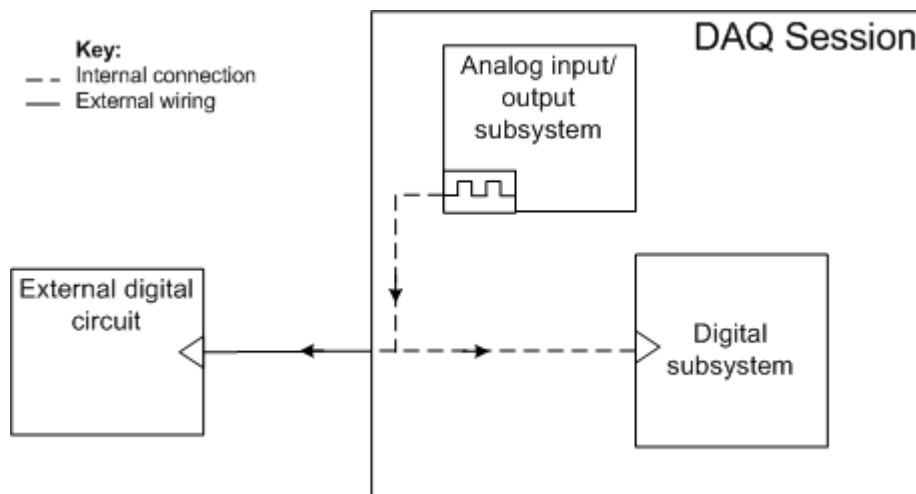 Key:
Internal connection
External wiring
DAQ Session
Analog input/
output
subsystem
External digital
circuit
Digital
subsystem